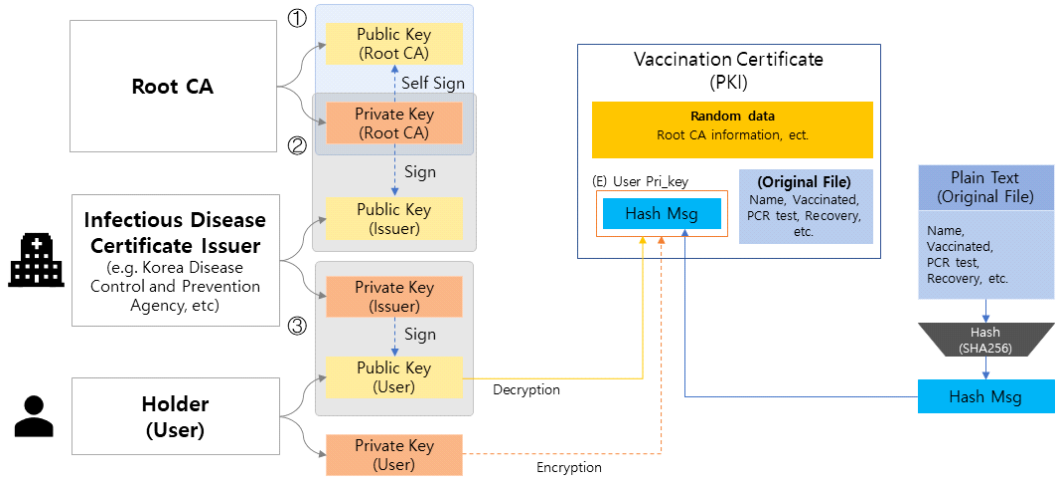 ①
Public Key
(Root CA)
Root CA
Self Sign
Private Key
(Root CA)
②
Sign
Public Key
(Issuer)
Infectious Disease
Certificate Issuer
(e.g. Korea Disease
Control and Prevention
Agency, etc)
Private Key
(Issuer)
③
Sign
Public Key
(User)
Holder
(User)
Private Key
(User)
Decryption
Encryption
Vaccination Certificate
(PKI)
Random data
Root CA information, ect.
(E) User Pri_key
Hash Msg
(Original File)
Name, Vaccinated,
PCR test, Recovery,
etc.
Plain Text
(Original File)
Name,
Vaccinated,
PCR test,
Recovery, etc.
Hash
(SHA256)
Hash Msg